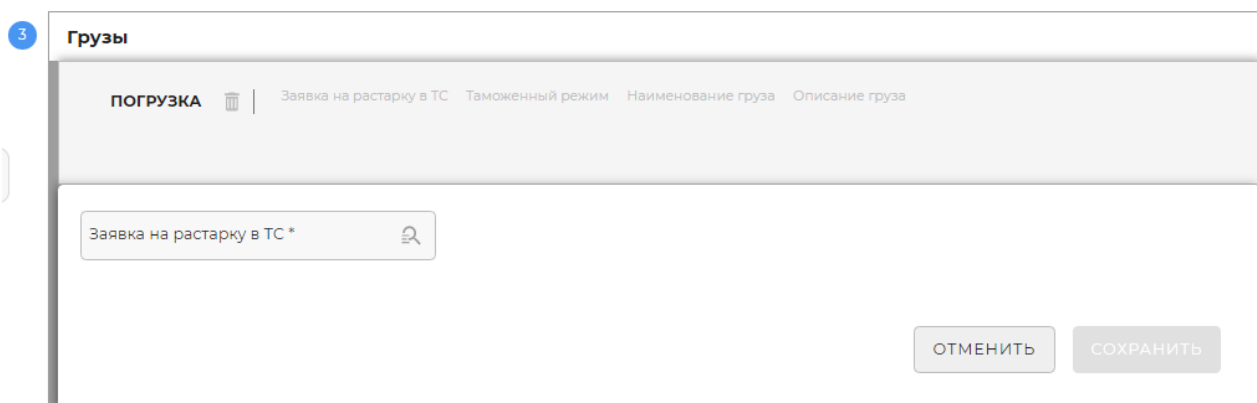 3
Грузы
ПОГРУЗКА Заявка на растарку в ТС Таможенный режим Наименование груза Описание груза
Заявка на растарку в ТС *
ОТМЕНИТЬ СОХРАНИТЬ